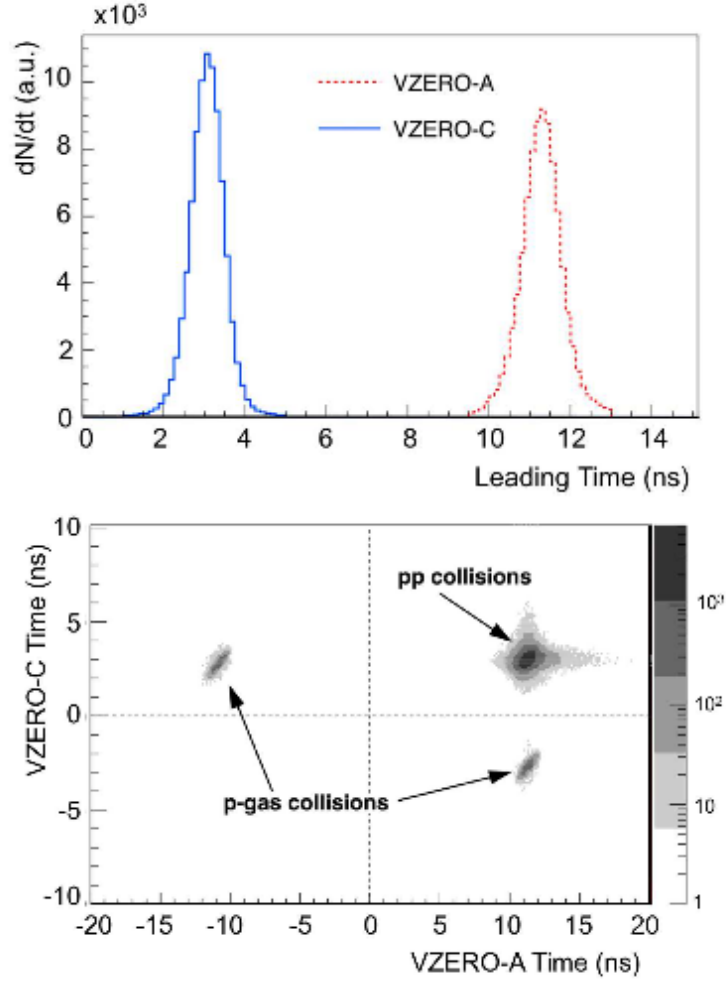 x10³
10
8
6
4
2
0
dN/dt (a.u.)
VZERO-A
VZERO-C
0 2 4 6 8 10 12 14
Leading Time (ns)
10
5
0
-5
-10
VZERO-C Time (ns)
pp collisions
p-gas collisions
10³
10²
10
1
-20 -15 -10 -5 0 5 10 15 20
VZERO-A Time (ns)